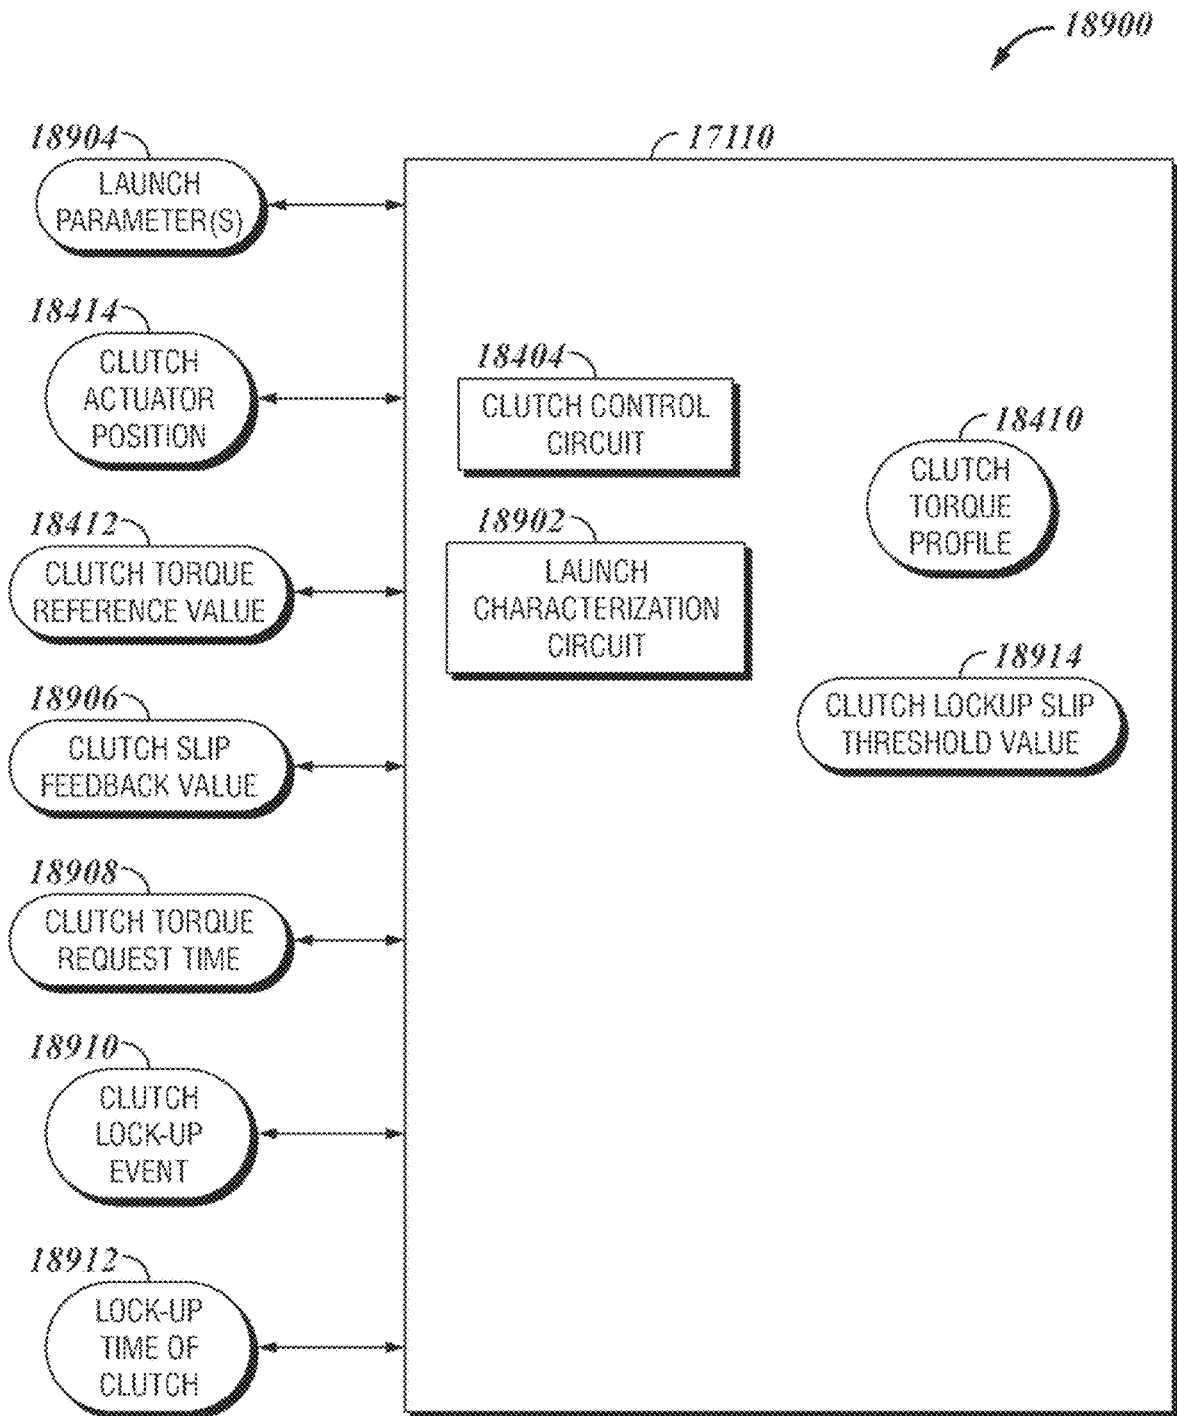 18900
18904
LAUNCH
PARAMETER(S)
18414
CLUTCH
ACTUATOR
POSITION
18412
CLUTCH TORQUE
REFERENCE VALUE
18906
CLUTCH SLIP
FEEDBACK VALUE
18908
CLUTCH TORQUE
REQUEST TIME
18910
CLUTCH
LOCK-UP
EVENT
18912
LOCK-UP
TIME OF
CLUTCH
17110
18404
CLUTCH CONTROL
CIRCUIT
18902
LAUNCH
CHARACTERIZATION
CIRCUIT
18410
CLUTCH
TORQUE
PROFILE
18914
CLUTCH LOCKUP SLIP
THRESHOLD VALUE